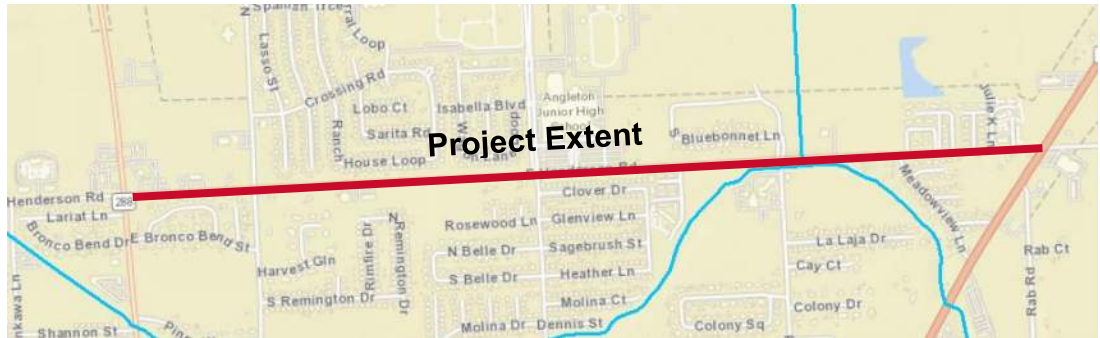 Spanish Tree
N
Lasso St
Crossing Rd
Ranch
Lobo Ct
Sarita Rd
House Loop
Isabella Blvd
Angleton
Junior High
School
Project Extent
S
Bluebonnet Ln
Julie K Ln
Henderson Rd
288
Lariat Ln
Bronco Bend Dr
E Bronco Bend St
Harvest Gln
Rimfire Dr
N
Remington Dr
S Remington Dr
Rosewood Ln
N Belle Dr
S Belle Dr
Clover Dr
Glenview Ln
Sagebrush St
Heather Ln
Molina Ct
Molina Dr
Dennis St
Meadowview Ln
La Laja Dr
Cay Ct
Colony Dr
Colony Sq
Rab Ct
Rab Rd
Shannon St